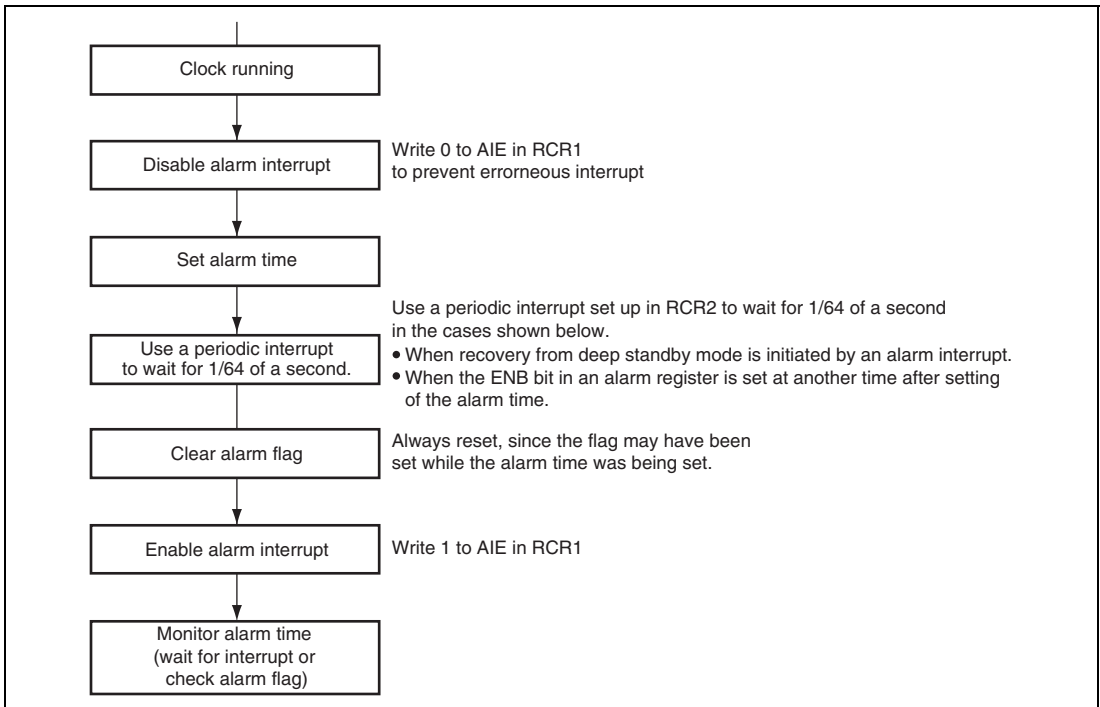 Clock running
Disable alarm interrupt
Write 0 to AIE in RCR1
to prevent errorneous interrupt
Set alarm time
Use a periodic interrupt
to wait for 1/64 of a second.
Use a periodic interrupt set up in RCR2 to wait for 1/64 of a second
in the cases shown below.
• When recovery from deep standby mode is initiated by an alarm interrupt.
• When the ENB bit in an alarm register is set at another time after setting
of the alarm time.
Clear alarm flag
Always reset, since the flag may have been
set while the alarm time was being set.
Enable alarm interrupt
Write 1 to AIE in RCR1
Monitor alarm time
(wait for interrupt or
check alarm flag)